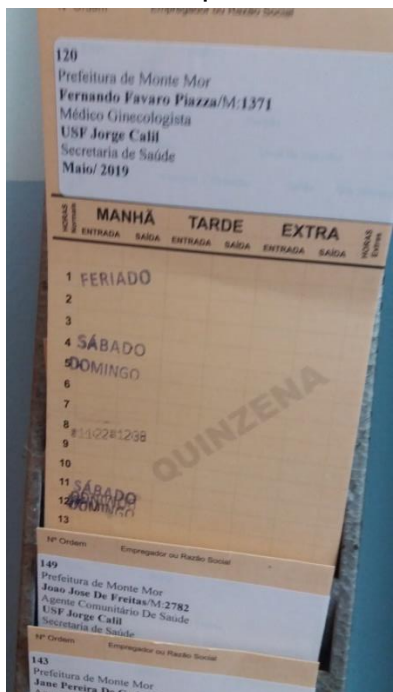 Nº Ordem Empregador ou Razão Social
120
Prefeitura de Monte Mor
Fernando Favaro Piazza/M:1371
Médico Ginecologista
USF Jorge Calil
Secretaria de Saúde
Maio/ 2019
HORAS Normais MANHÃ TARDE EXTRA HORAS Extras
ENTRADA SAÍDA ENTRADA SAÍDA ENTRADA SAÍDA
1 FERIADO
2
3
4 SÁBADO
5 DOMINGO
6
7
8
9
10
11 SÁBADO
12 DOMINGO
13
QUINZENA
Nº Ordem Empregador ou Razão Social
149
Prefeitura de Monte Mor
Joao Jose De Freitas/M:2782
Agente Comunitário De Saúde
USF Jorge Calil
Secretaria de Saúde
Nº Ordem Empregador ou Razão Social
143
Prefeitura de Monte Mor
Jane Pereira